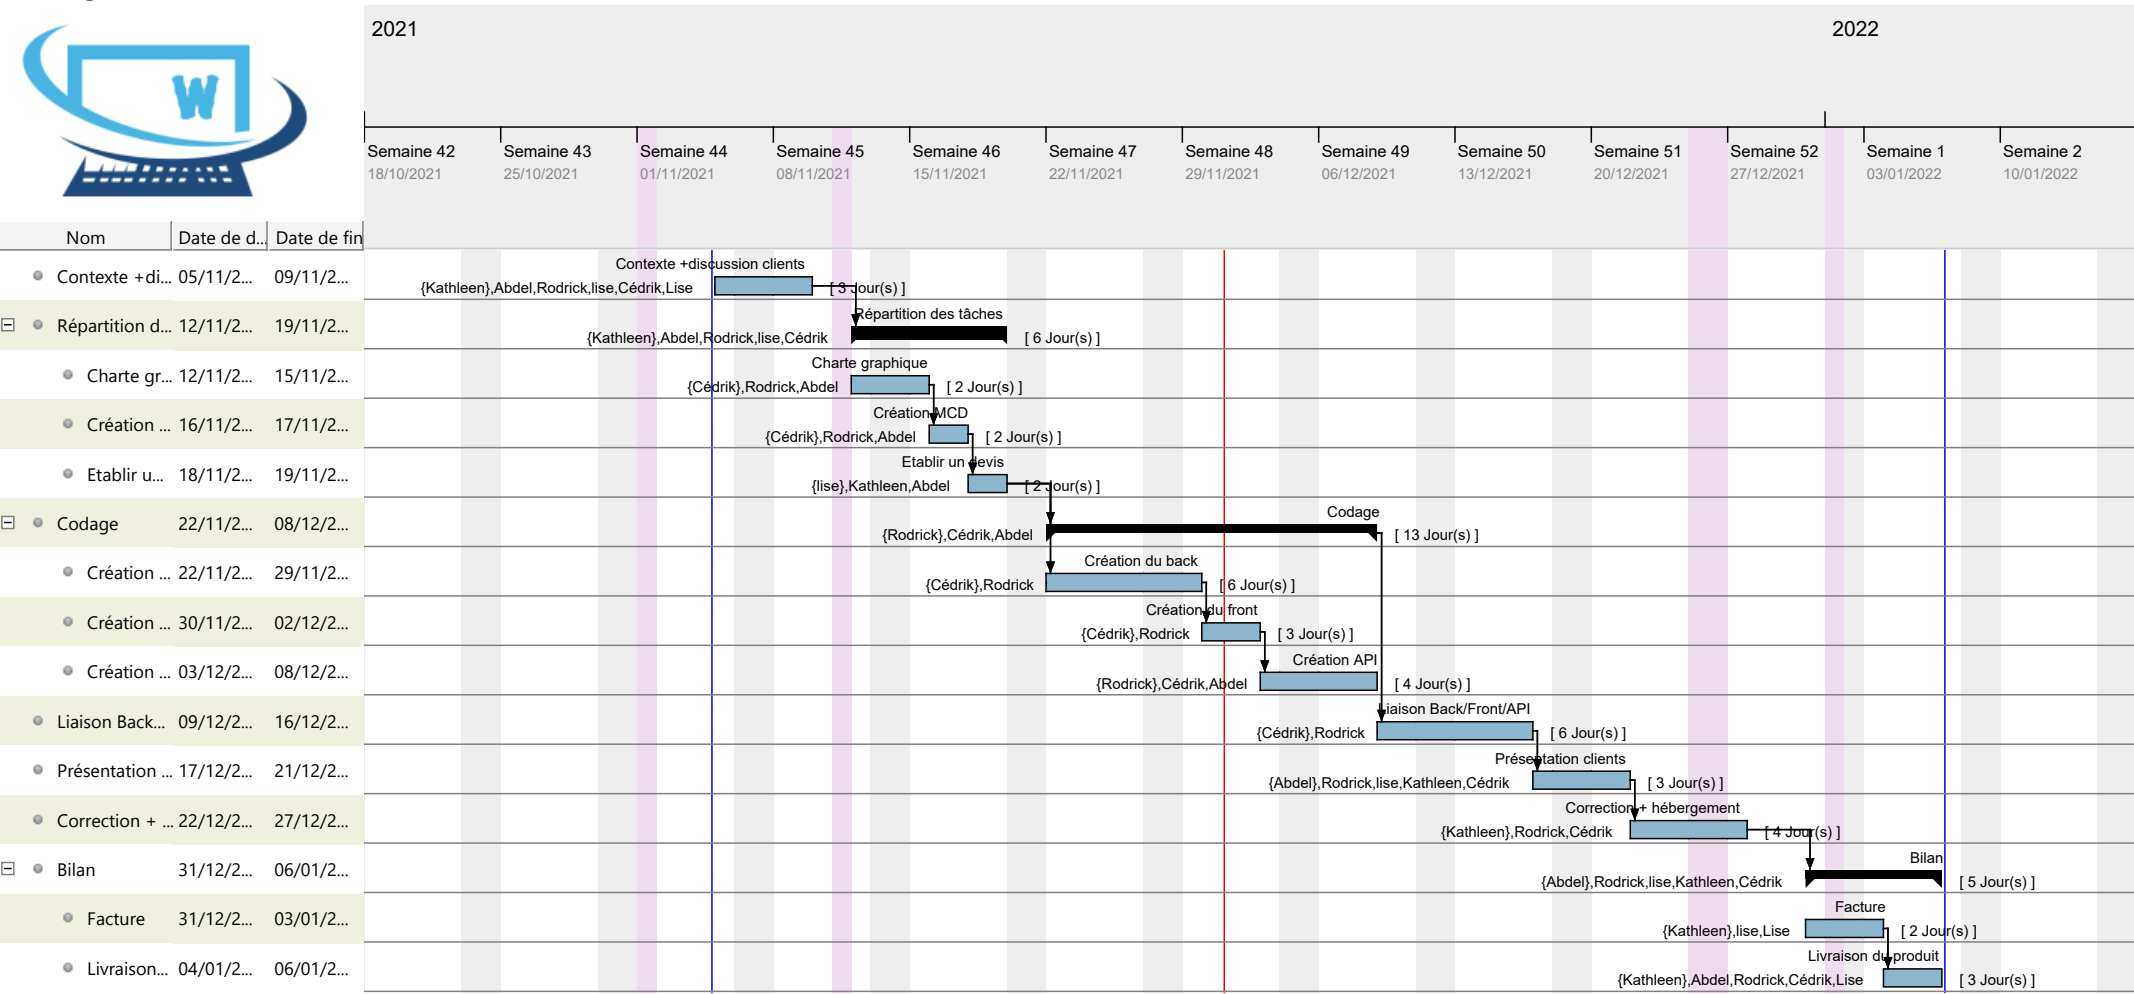 W
2021 2022
Semaine 42 Semaine 43 Semaine 44 Semaine 45 Semaine 46 Semaine 47 Semaine 48 Semaine 49 Semaine 50 Semaine 51 Semaine 52 Semaine 1 Semaine 2
18/10/2021 25/10/2021 01/11/2021 08/11/2021 15/11/2021 22/11/2021 29/11/2021 06/12/2021 13/12/2021 20/12/2021 27/12/2021 03/01/2022 10/01/2022
Nom Date de d... Date de fin
Contexte +discussion clients
Contexte +di... 05/11/2... 09/11/2... {Kathleen},Abdel,Rodrick,lise,Cédrik,Lise [ 3 Jour(s) ]
Répartition des tâches
Répartition d... 12/11/2... 19/11/2... {Kathleen},Abdel,Rodrick,lise,Cédrik [ 6 Jour(s) ]
Charte graphique
Charte gr... 12/11/2... 15/11/2... {Cédrik},Rodrick,Abdel [ 2 Jour(s) ]
Création MCD
Création ... 16/11/2... 17/11/2... {Cédrik},Rodrick,Abdel [ 2 Jour(s) ]
Etablir un devis
Etablir u... 18/11/2... 19/11/2... {lise},Kathleen,Abdel [ 2 Jour(s) ]
Codage
Codage 22/11/2... 08/12/2... {Rodrick},Cédrik,Abdel [ 13 Jour(s) ]
Création du back
Création ... 22/11/2... 29/11/2... {Cédrik},Rodrick [ 6 Jour(s) ]
Création du front
Création ... 30/11/2... 02/12/2... {Cédrik},Rodrick [ 3 Jour(s) ]
Création API
Création ... 03/12/2... 08/12/2... {Rodrick},Cédrik,Abdel [ 4 Jour(s) ]
Liaison Back/Front/API
Liaison Back... 09/12/2... 16/12/2... {Cédrik},Rodrick [ 6 Jour(s) ]
Présentation clients
Présentation ... 17/12/2... 21/12/2... {Abdel},Rodrick,lise,Kathleen,Cédrik [ 3 Jour(s) ]
Correction + hébergement
Correction + ... 22/12/2... 27/12/2... {Kathleen},Rodrick,Cédrik [ 4 Jour(s) ]
Bilan
Bilan 31/12/2... 06/01/2... {Abdel},Rodrick,lise,Kathleen,Cédrik [ 5 Jour(s) ]
Facture
Facture 31/12/2... 03/01/2... {Kathleen},lise,Lise [ 2 Jour(s) ]
Livraison du produit
Livraison... 04/01/2... 06/01/2... {Kathleen},Abdel,Rodrick,Cédrik,Lise [ 3 Jour(s) ]